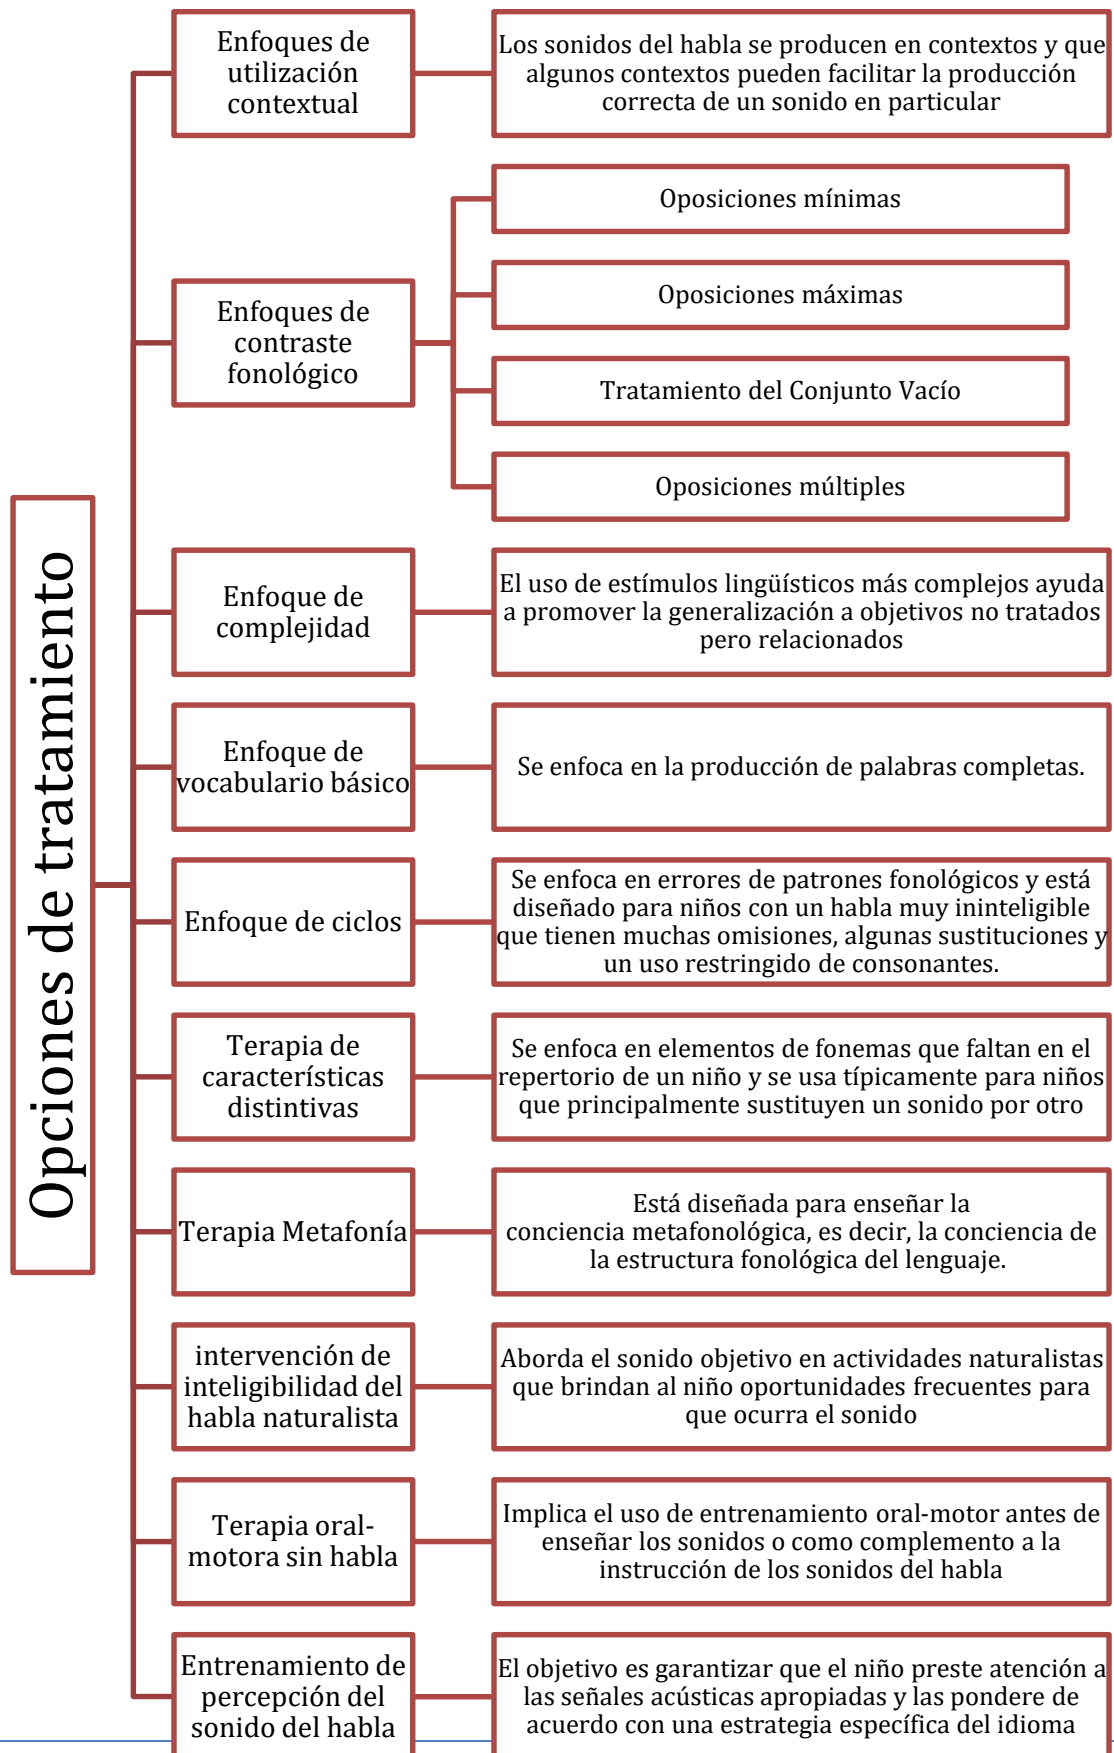 Opciones de tratamiento
Enfoques de
utilización
contextual
Los sonidos del habla se producen en contextos y que
algunos contextos pueden facilitar la producción
correcta de un sonido en particular
Enfoques de
contraste
fonológico
Oposiciones mínimas
Oposiciones máximas
Tratamiento del Conjunto Vacío
Oposiciones múltiples
Enfoque de
complejidad
El uso de estímulos lingüísticos más complejos ayuda
a promover la generalización a objetivos no tratados
pero relacionados
Enfoque de
vocabulario básico
Se enfoca en la producción de palabras completas.
Enfoque de ciclos
Se enfoca en errores de patrones fonológicos y está
diseñado para niños con un habla muy ininteligible
que tienen muchas omisiones, algunas sustituciones y
un uso restringido de consonantes.
Terapia de
características
distintivas
Se enfoca en elementos de fonemas que faltan en el
repertorio de un niño y se usa típicamente para niños
que principalmente sustituyen un sonido por otro
Terapia Metafonía
Está diseñada para enseñar la
conciencia metafonológica, es decir, la conciencia de
la estructura fonológica del lenguaje.
intervención de
inteligibilidad del
habla naturalista
Aborda el sonido objetivo en actividades naturalistas
que brindan al niño oportunidades frecuentes para
que ocurra el sonido
Terapia oral-
motora sin habla
Implica el uso de entrenamiento oral-motor antes de
enseñar los sonidos o como complemento a la
instrucción de los sonidos del habla
Entrenamiento de
percepción del
sonido del habla
El objetivo es garantizar que el niño preste atención a
las señales acústicas apropiadas y las pondere de
acuerdo con una estrategia específica del idioma